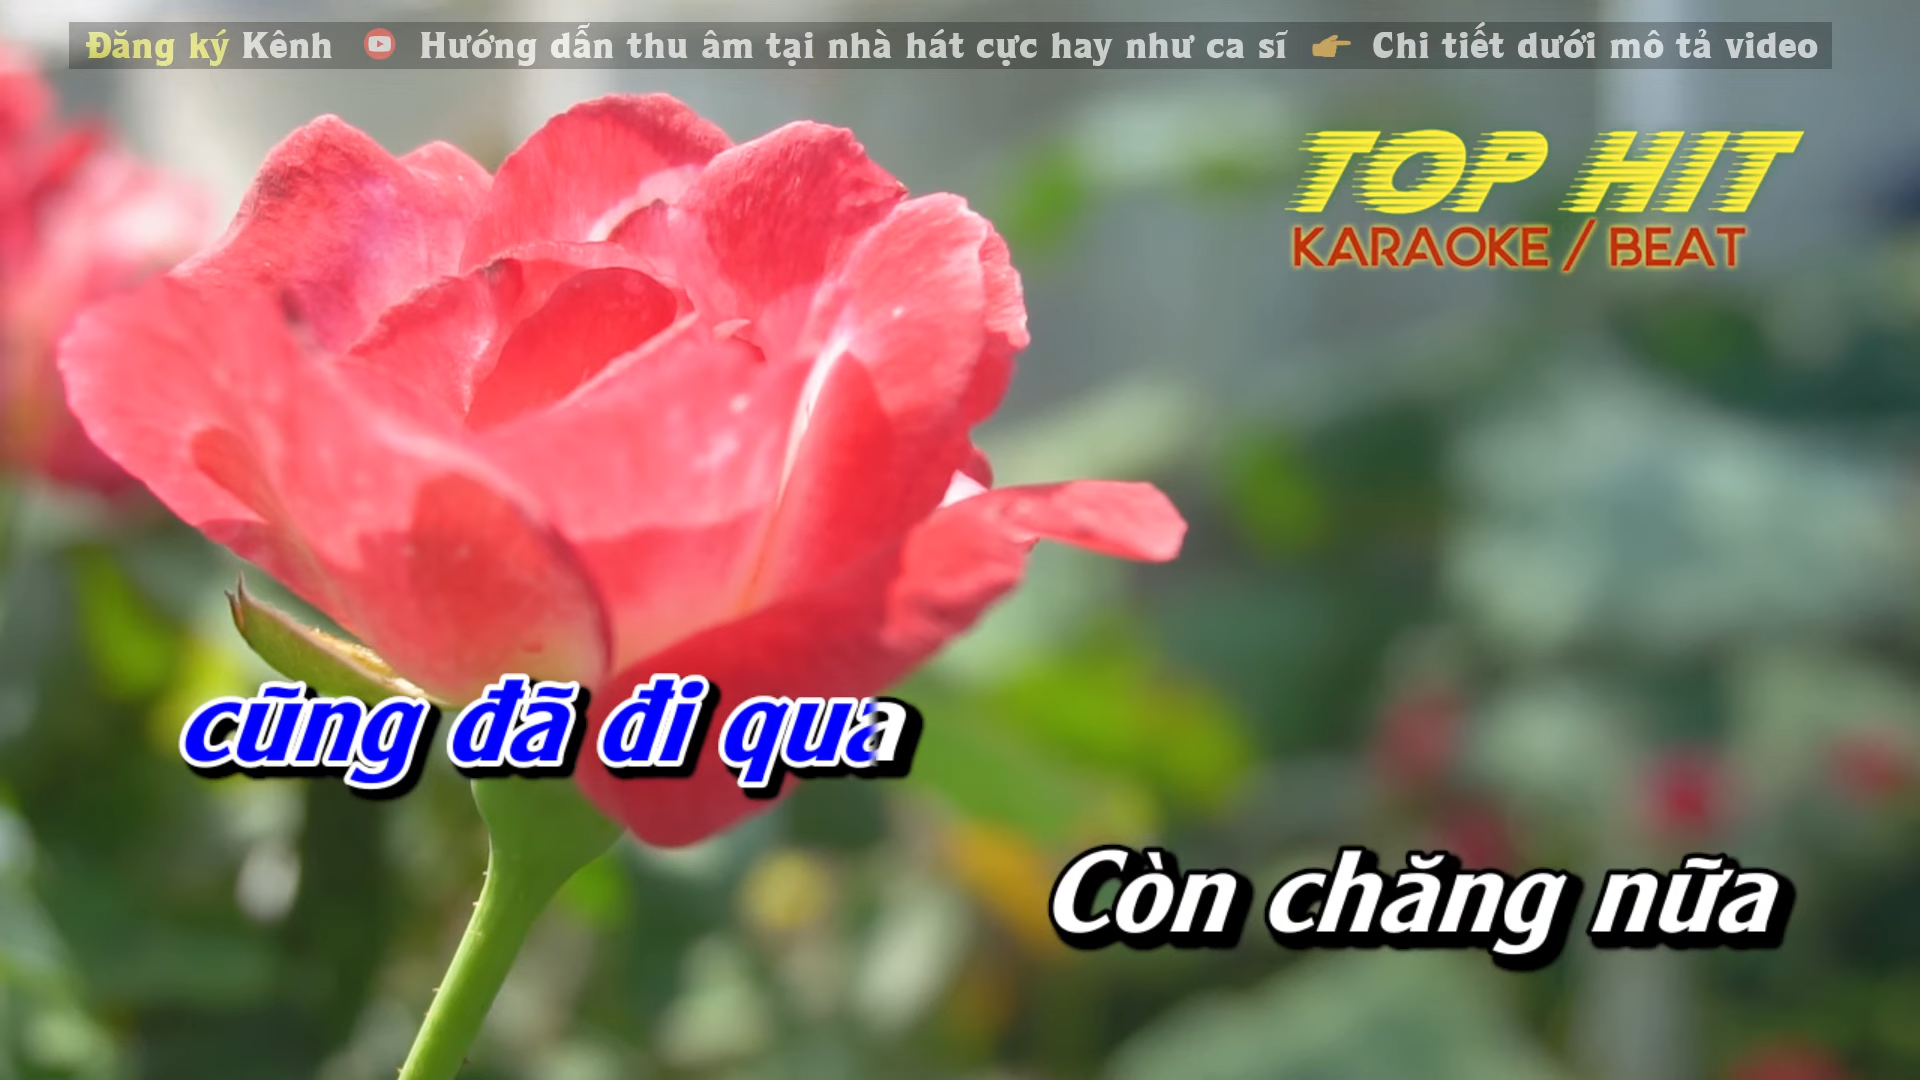 Đăng ký Kênh Hướng dẫn thu âm tại nhà hát cực hay như ca sĩ Chi tiết dưới mô tả video
TOP HIT
KARAOKE / BEAT
cũng đã đi qua
Còn chăng nữa